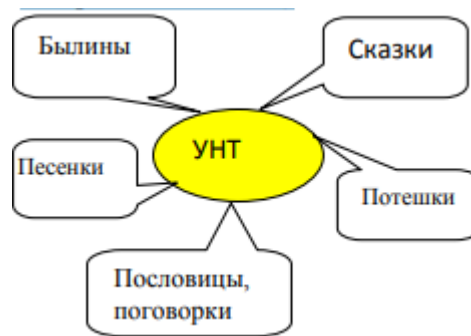 Былины
Сказки
УНТ
Песенки
Потешки
Пословицы,
поговорки